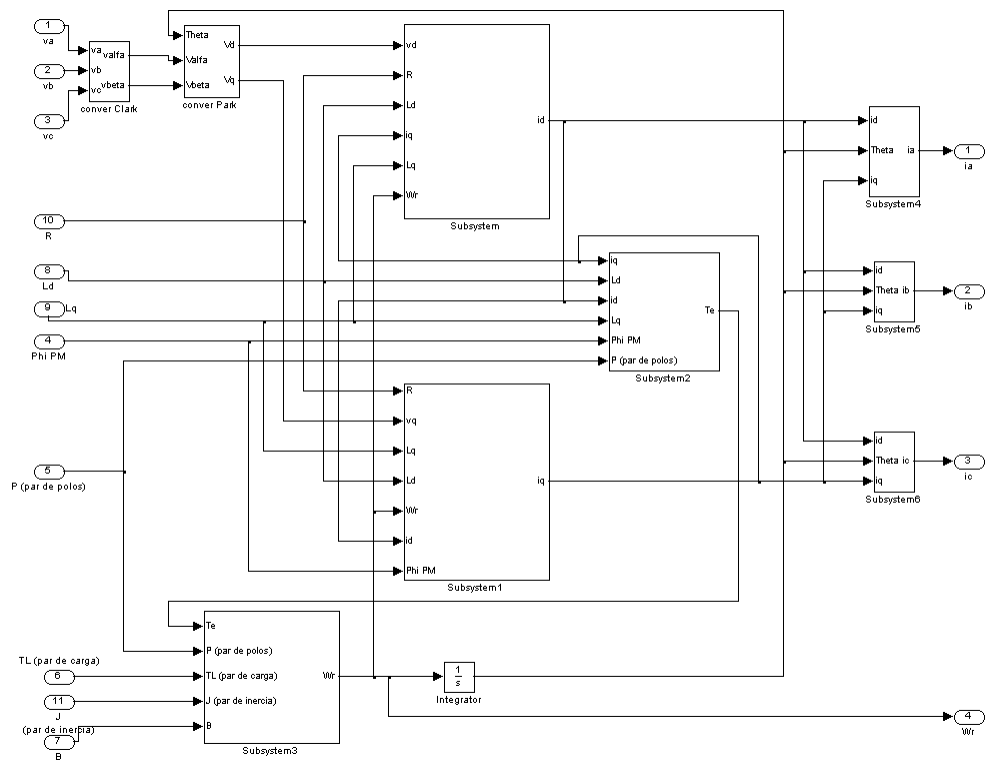 1
va
2
vb
3
vc
va
vb
vc
valfa
vbeta
conver Clark
Theta
Valfa
Vbeta
Vd
Vq
conver Park
vd
R
Ld
iq
Lq
Wr
id
Subsystem
id
Theta
iq
ia
Subsystem4
1
ia
10
R
8
Ld
9
Lq
4
Phi PM
iq
Ld
id
Lq
Phi PM
P (par de polos)
Te
Subsystem2
id
Theta ib
iq
Subsystem5
2
ib
R
vq
Lq
Ld
Wr
id
Phi PM
iq
Subsystem1
id
Theta ic
iq
Subsystem6
3
ic
5
P (par de polos)
TL (par de carga)
6
11
J
(par de inercia)
7
B
Te
P (par de polos)
TL (par de carga)
J (par de inercia)
B
Wr
Subsystem3
1
s
Integrator
4
Wr